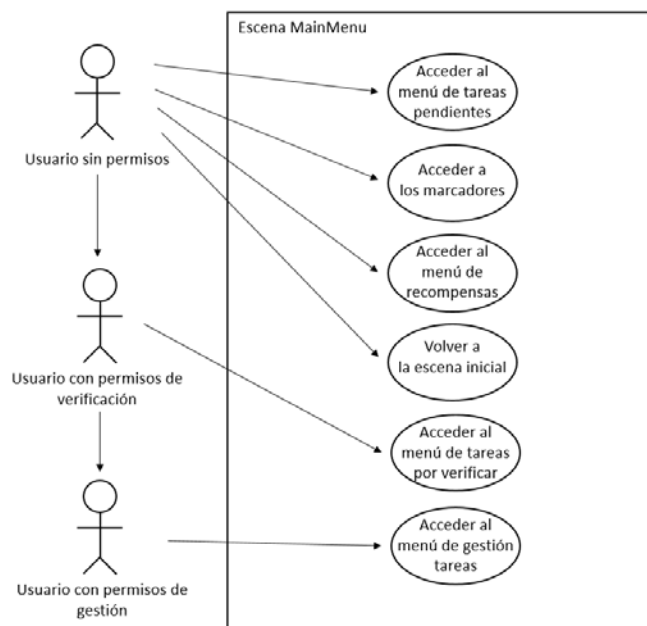 Escena MainMenu
Acceder al
menú de tareas
pendientes
Usuario sin permisos
Acceder a
los marcadores
Acceder al
menú de
recompensas
Volver a
la escena inicial
Usuario con permisos de
verificación
Acceder al
menú de tareas
por verificar
Acceder al
menú de gestión
tareas
Usuario con permisos de
gestión